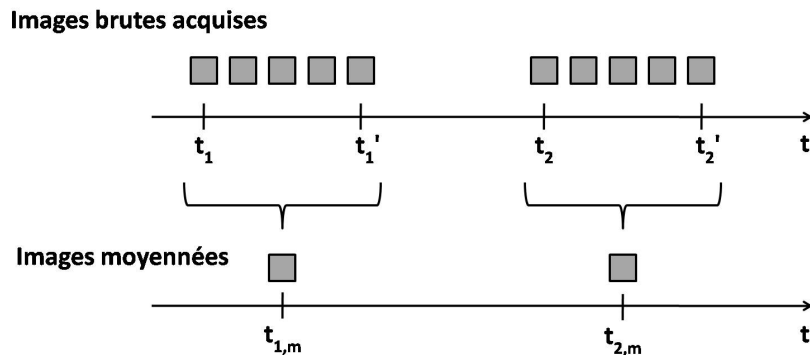 Images brutes acquises
t1 t1' t2 t2' t
Images moyennées
t1,m t2,m t